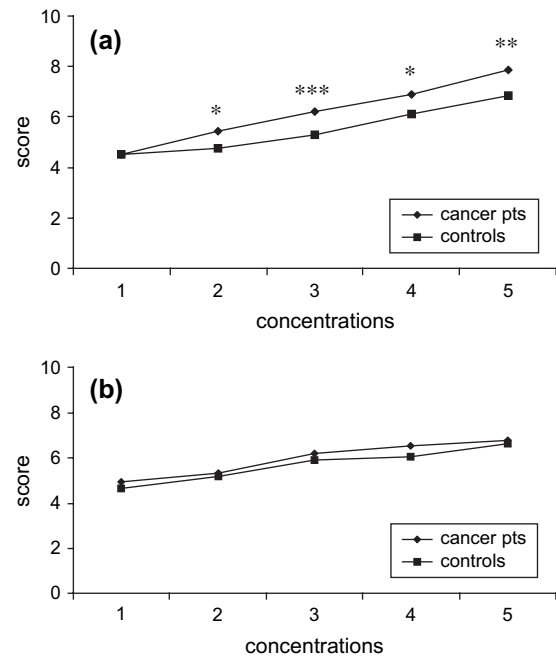 (a)
10
8
6
4
2
0
score
*
***
*
**
cancer pts
controls
1 2 3 4 5
concentrations
(b)
10
8
6
4
2
0
score
cancer pts
controls
1 2 3 4 5
concentrations